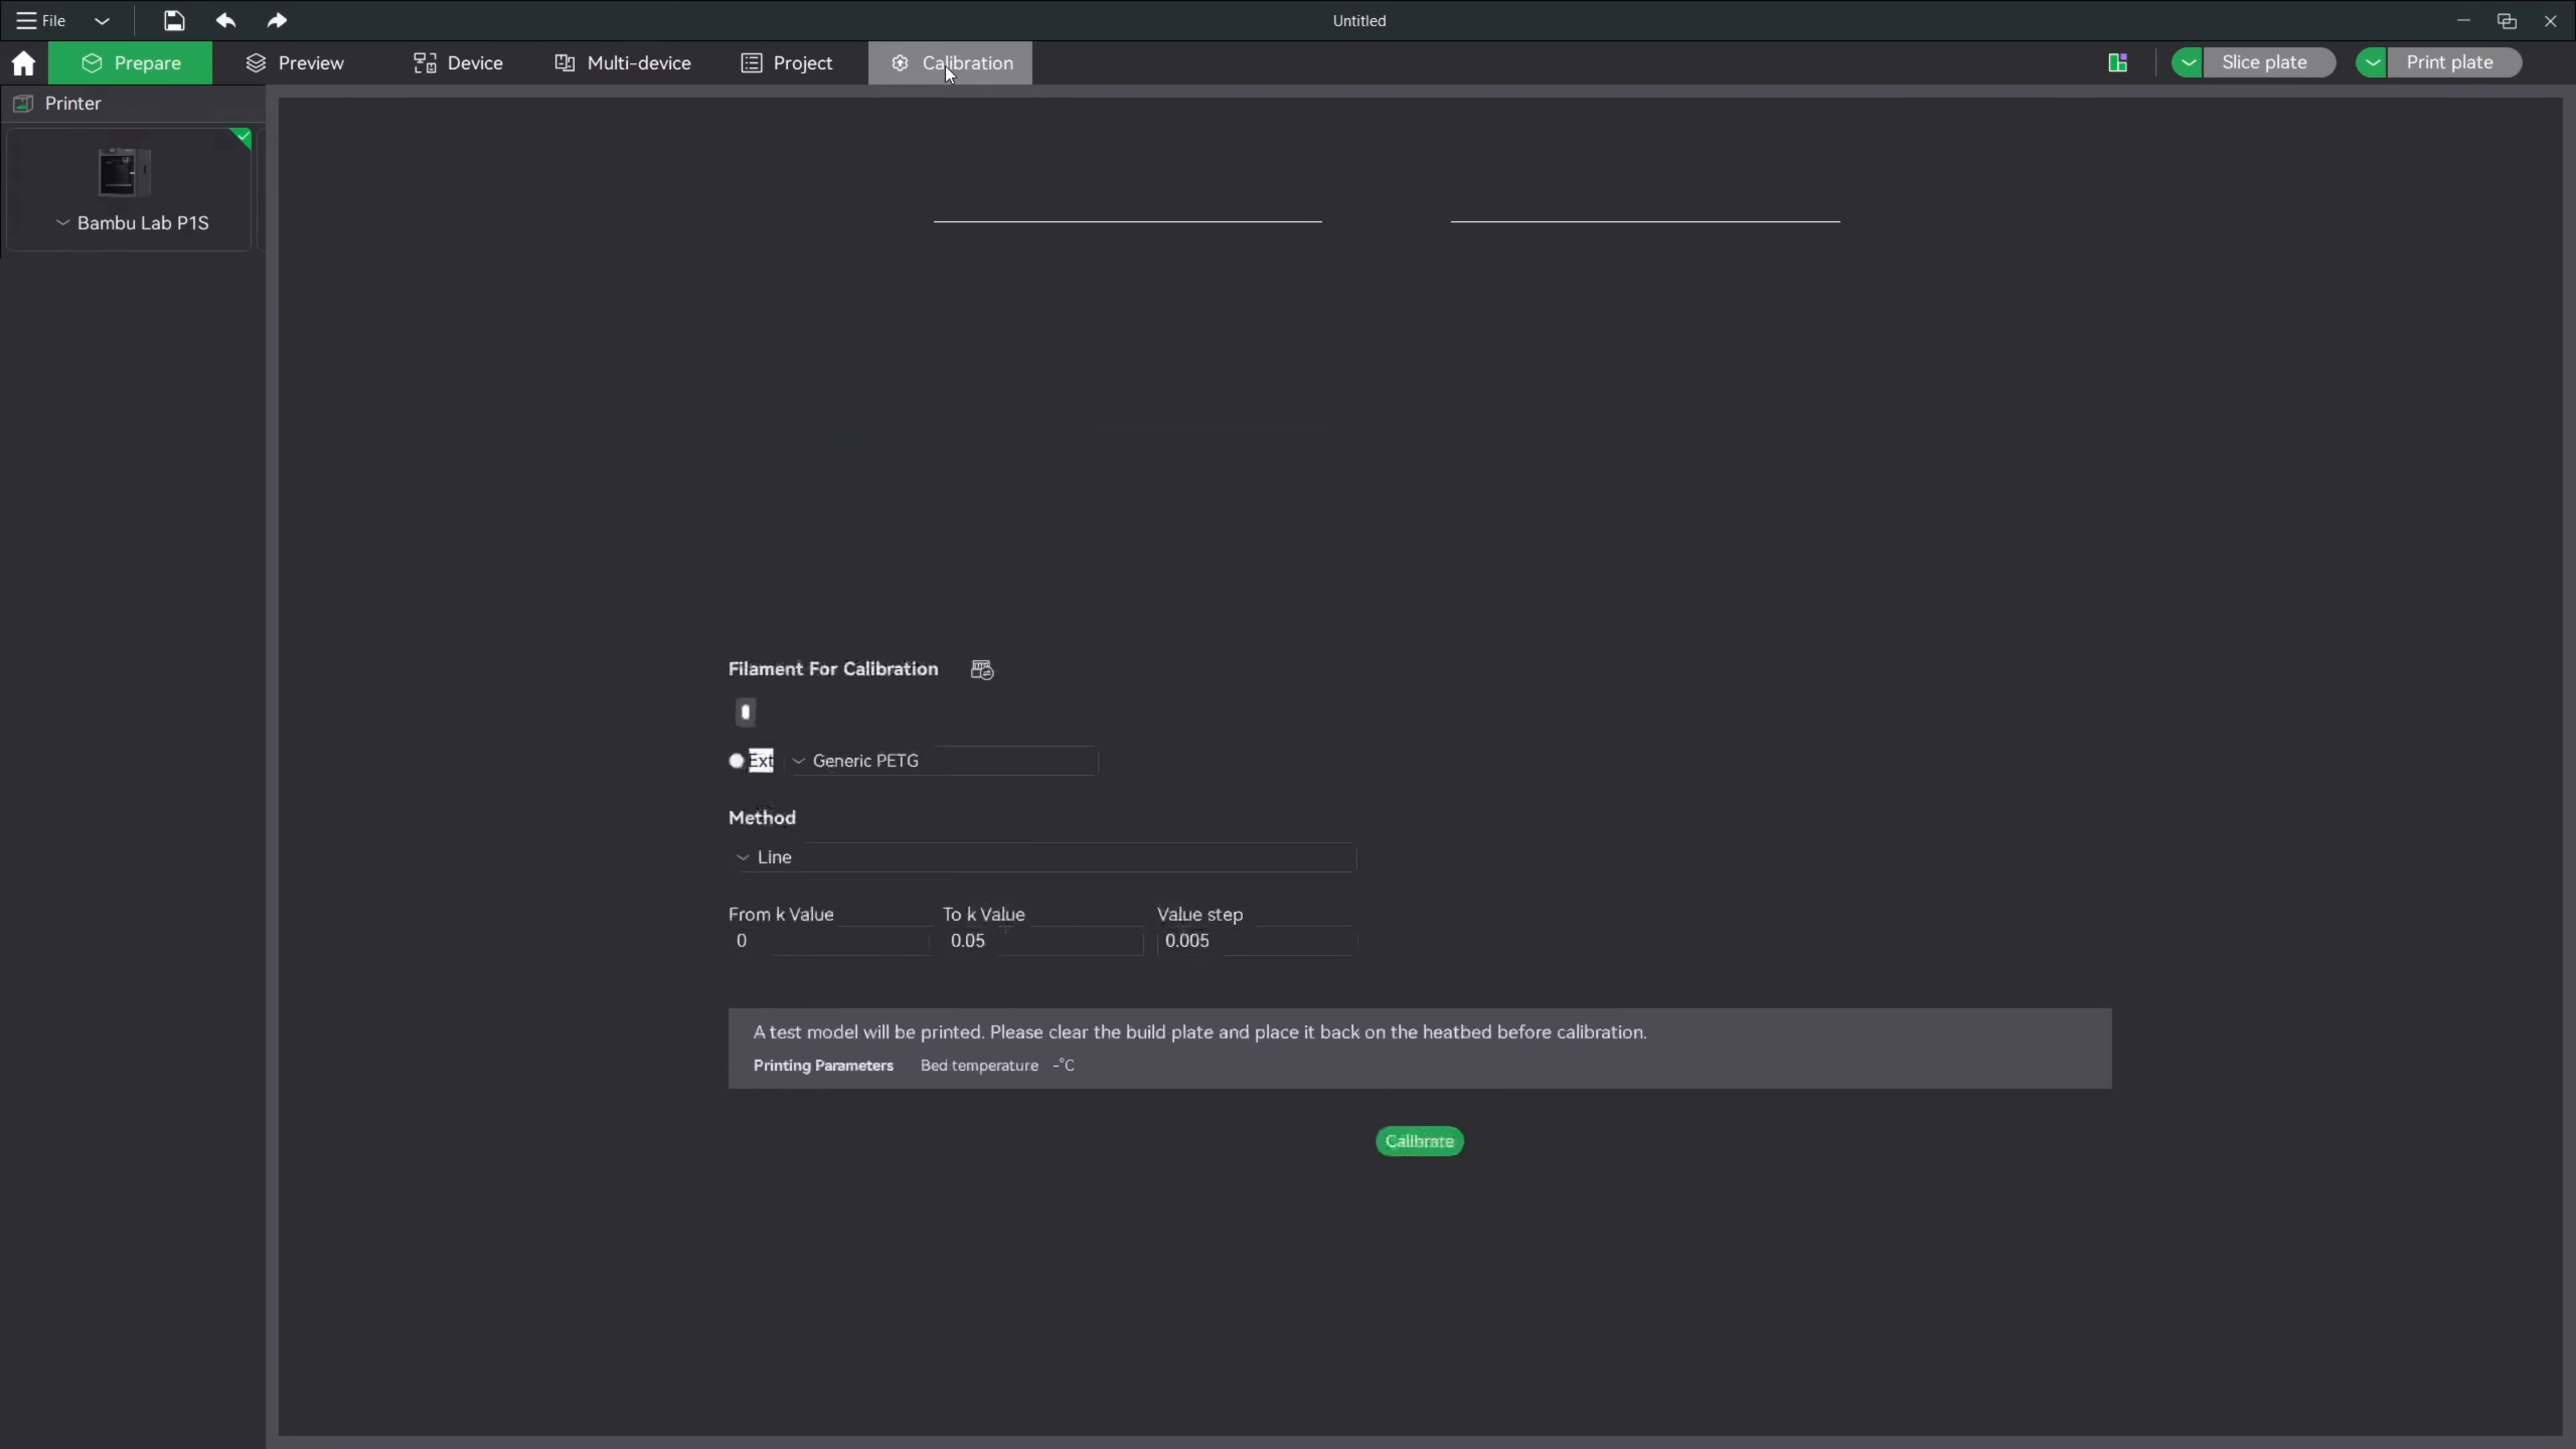 File
Untitled
Prepare
Preview
Device
Multi-device
Project
Calibration
Slice plate
Print plate
Printer
Bambu Lab P1S
Filament For Calibration
Ext
Generic PETG
Method
Line
From k Value To k Value Value step
0 0.05 0.005
A test model will be printed. Please clear the build plate and place it back on the heatbed before calibration.
Printing Parameters Bed temperature -°C
Calibrate